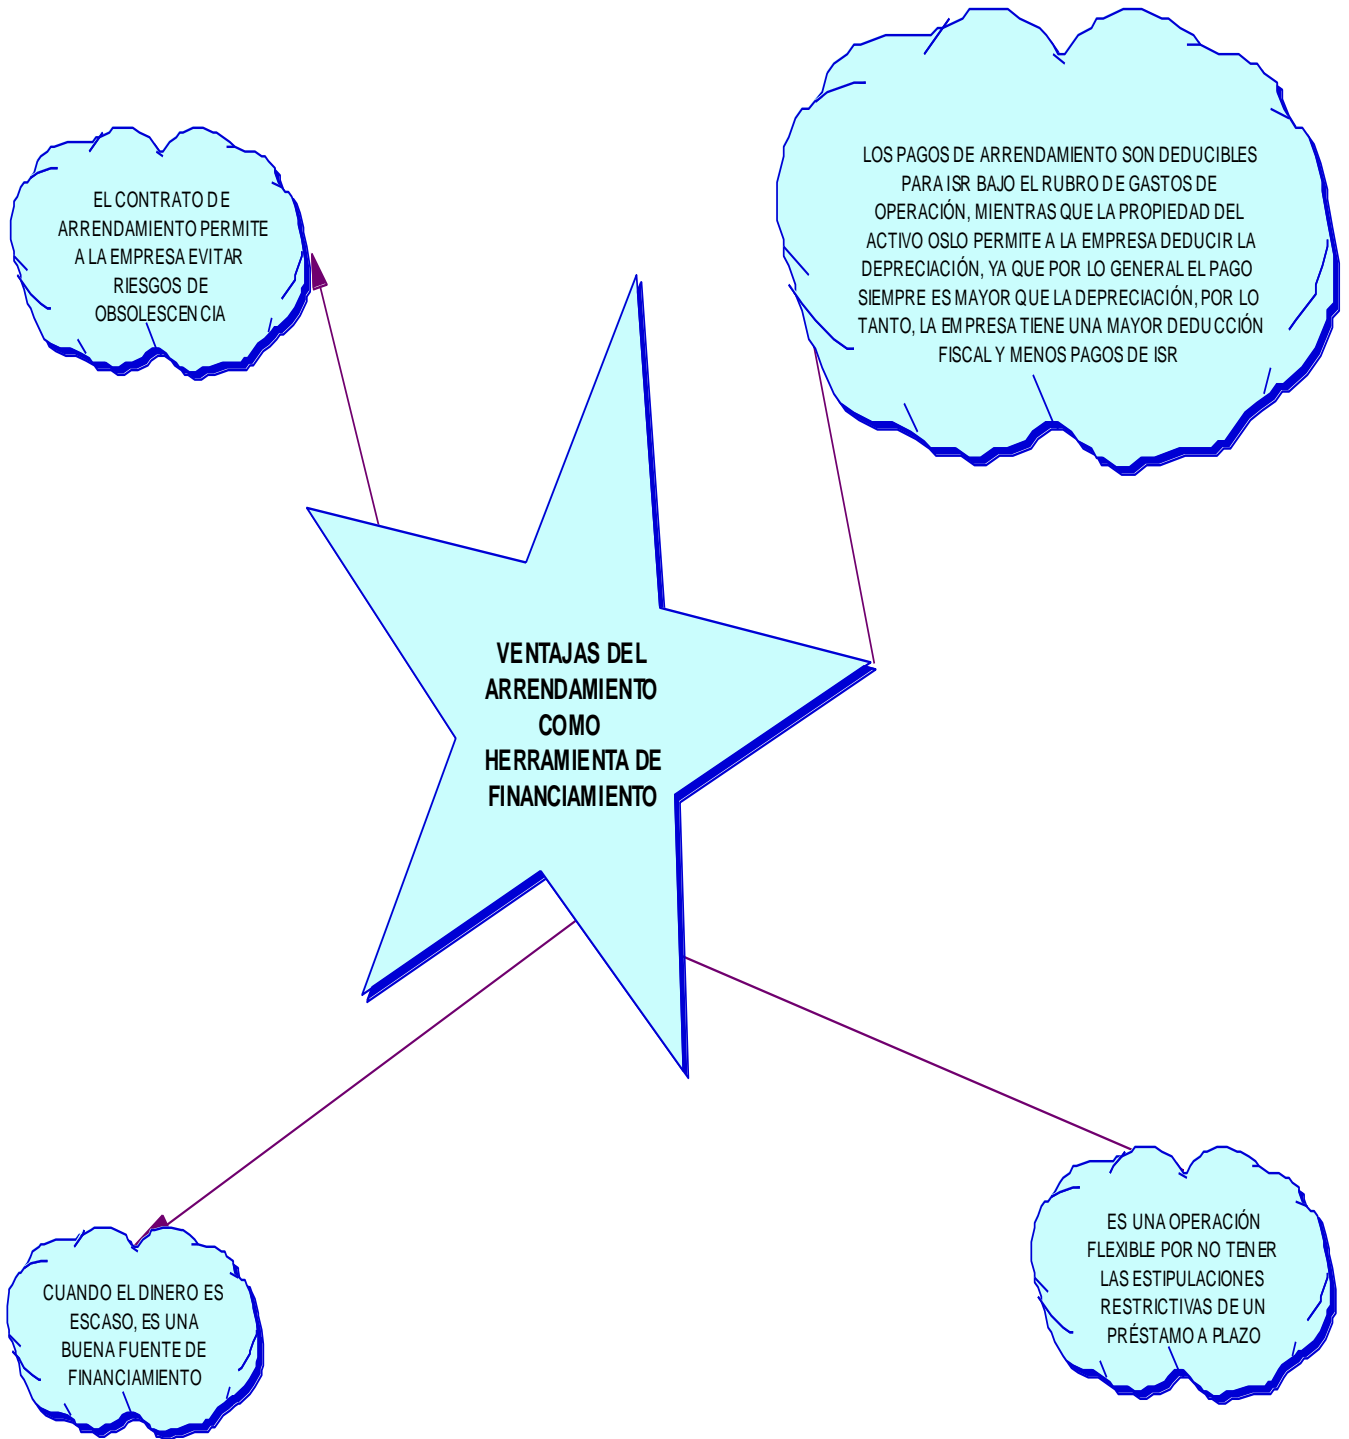 EL CONTRATO DE
ARRENDAMIENTO PERMITE
A LA EMPRESA EVITAR
RIESGOS DE
OBSOLESCENCIA
LOS PAGOS DE ARRENDAMIENTO SON DEDUCIBLES
PARA ISR BAJO EL RUBRO DE GASTOS DE
OPERACIÓN, MIENTRAS QUE LA PROPIEDAD DEL
ACTIVO OSLO PERMITE A LA EMPRESA DEDUCIR LA
DEPRECIACIÓN, YA QUE POR LO GENERAL EL PAGO
SIEMPRE ES MAYOR QUE LA DEPRECIACIÓN, POR LO
TANTO, LA EMPRESA TIENE UNA MAYOR DEDUCCIÓN
FISCAL Y MENOS PAGOS DE ISR
VENTAJAS DEL
ARRENDAMIENTO
COMO
HERRAMIENTA DE
FINANCIAMIENTO
CUANDO EL DINERO ES
ESCASO, ES UNA
BUENA FUENTE DE
FINANCIAMIENTO
ES UNA OPERACIÓN
FLEXIBLE POR NO TENER
LAS ESTIPULACIONES
RESTRICTIVAS DE UN
PRÉSTAMO A PLAZO